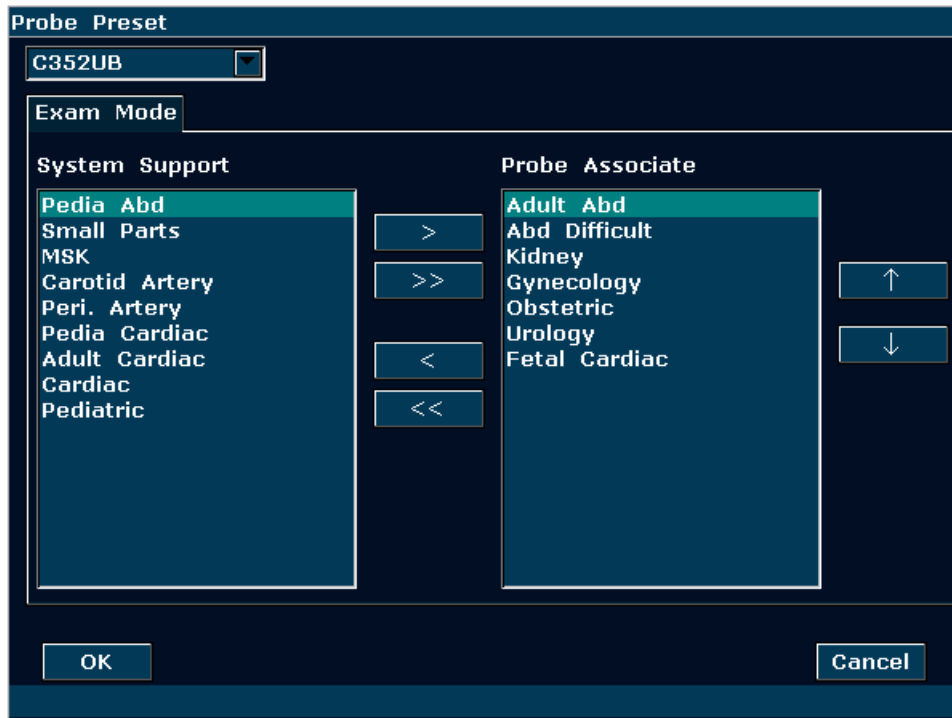 Probe Preset
C352UB
Exam Mode
System Support
Pedia Abd
Small Parts
MSK
Carotid Artery
Peri. Artery
Pedia Cardiac
Adult Cardiac
Cardiac
Pediatric
>
>>
<
<<
Probe Associate
Adult Abd
Abd Difficult
Kidney
Gynecology
Obstetric
Urology
Fetal Cardiac
↑
↓
OK
Cancel